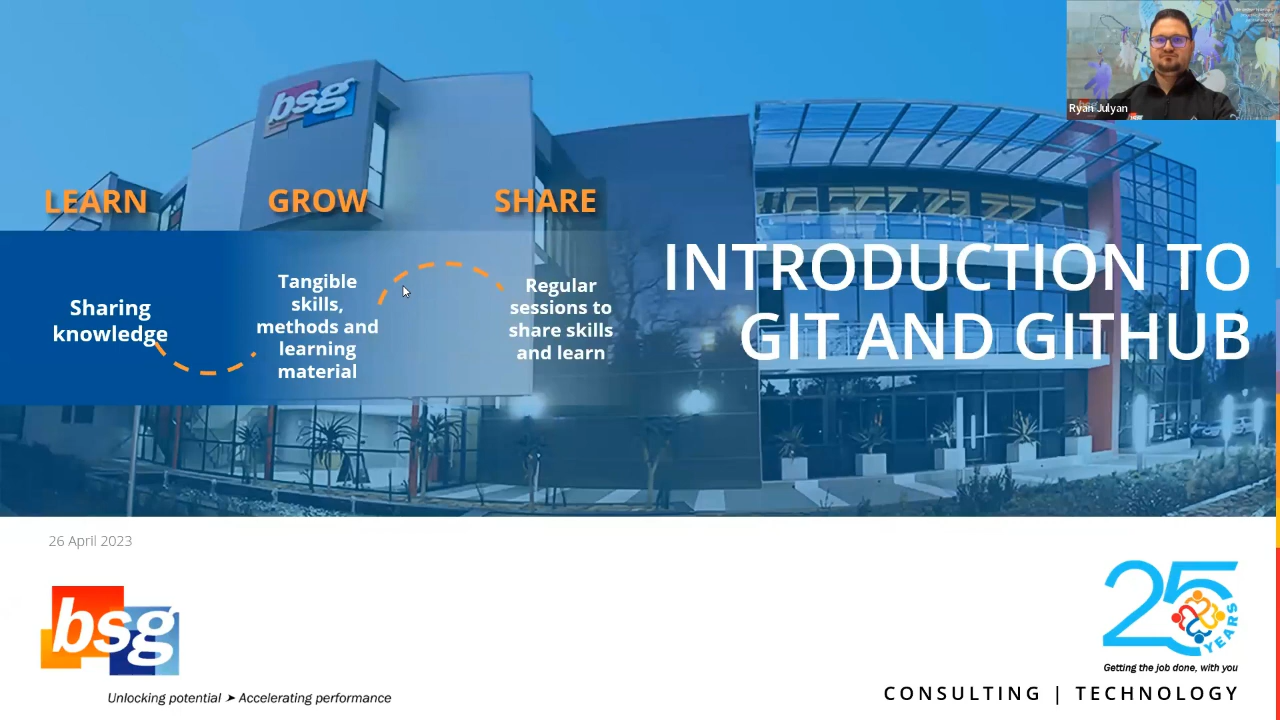 bsg
Ryan Julyan
LEARN
GROW
SHARE
Sharing
knowledge
Tangible
skills,
methods and
learning
material
Regular
sessions to
share skills
and learn
INTRODUCTION TO
GIT AND GITHUB
26 April 2023
bsg
Unlocking potential ➤ Accelerating performance
25
YEARS
Getting the job done, with you
CONSULTING | TECHNOLOGY